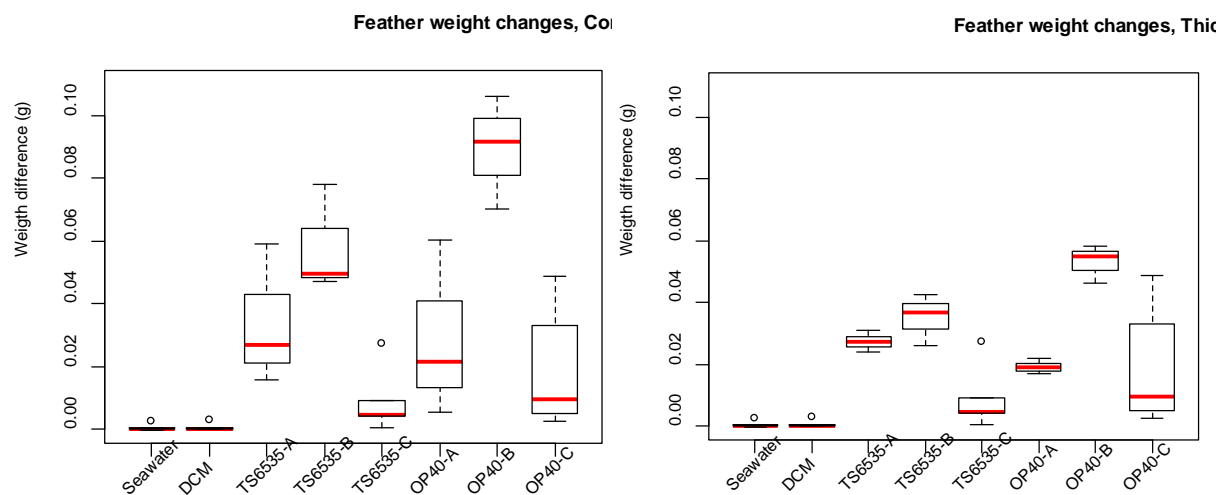 Feather weight changes, Co
Feather weight changes, Thic
Weigth difference (g)
0.00
0.02
0.04
0.06
0.08
0.10
Seawater
DCM
TS6535-A
TS6535-B
TS6535-C
OP40-A
OP40-B
OP40-C
Weigth difference (g)
0.00
0.02
0.04
0.06
0.08
0.10
Seawater
DCM
TS6535-A
TS6535-B
TS6535-C
OP40-A
OP40-B
OP40-C